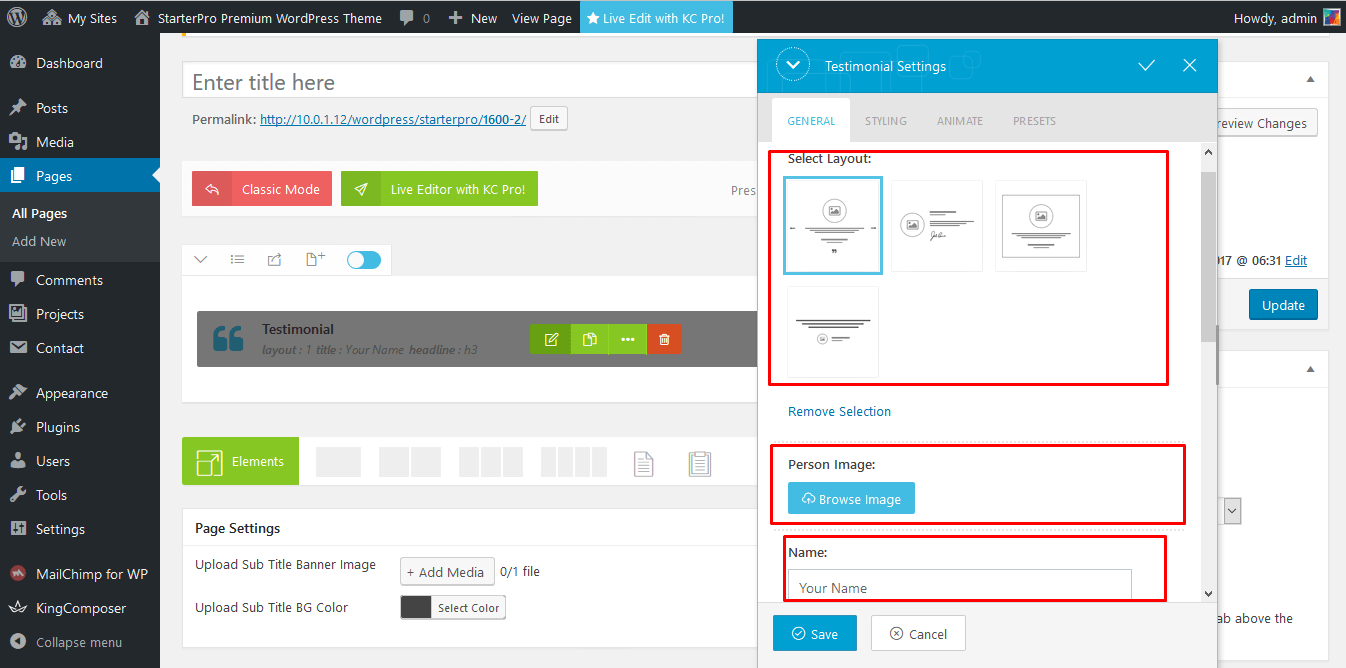 My Sites
StarterPro Premium WordPress Theme
0
New
View Page
Live Edit with KC Pro!
Howdy, admin
Dashboard
Posts
Media
Pages
All Pages
Add New
Comments
Projects
Contact
Appearance
Plugins
Users
Tools
Settings
MailChimp for WP
KingComposer
Collapse menu
Enter title here
Permalink: http://10.0.1.12/wordpress/starterpro/1600-2/ Edit
Classic Mode
Live Editor with KC Pro!
Pres
Testimonial
layout : 1 title : Your Name headline : h3
Elements
Page Settings
Upload Sub Title Banner Image
+ Add Media
0/1 file
Upload Sub Title BG Color
Select Color
Testimonial Settings
GENERAL
STYLING
ANIMATE
PRESETS
Select Layout:
Remove Selection
Person Image:
Browse Image
Name:
Your Name
Save
Cancel
review Changes
017 @ 06:31 Edit
Update
ab above the